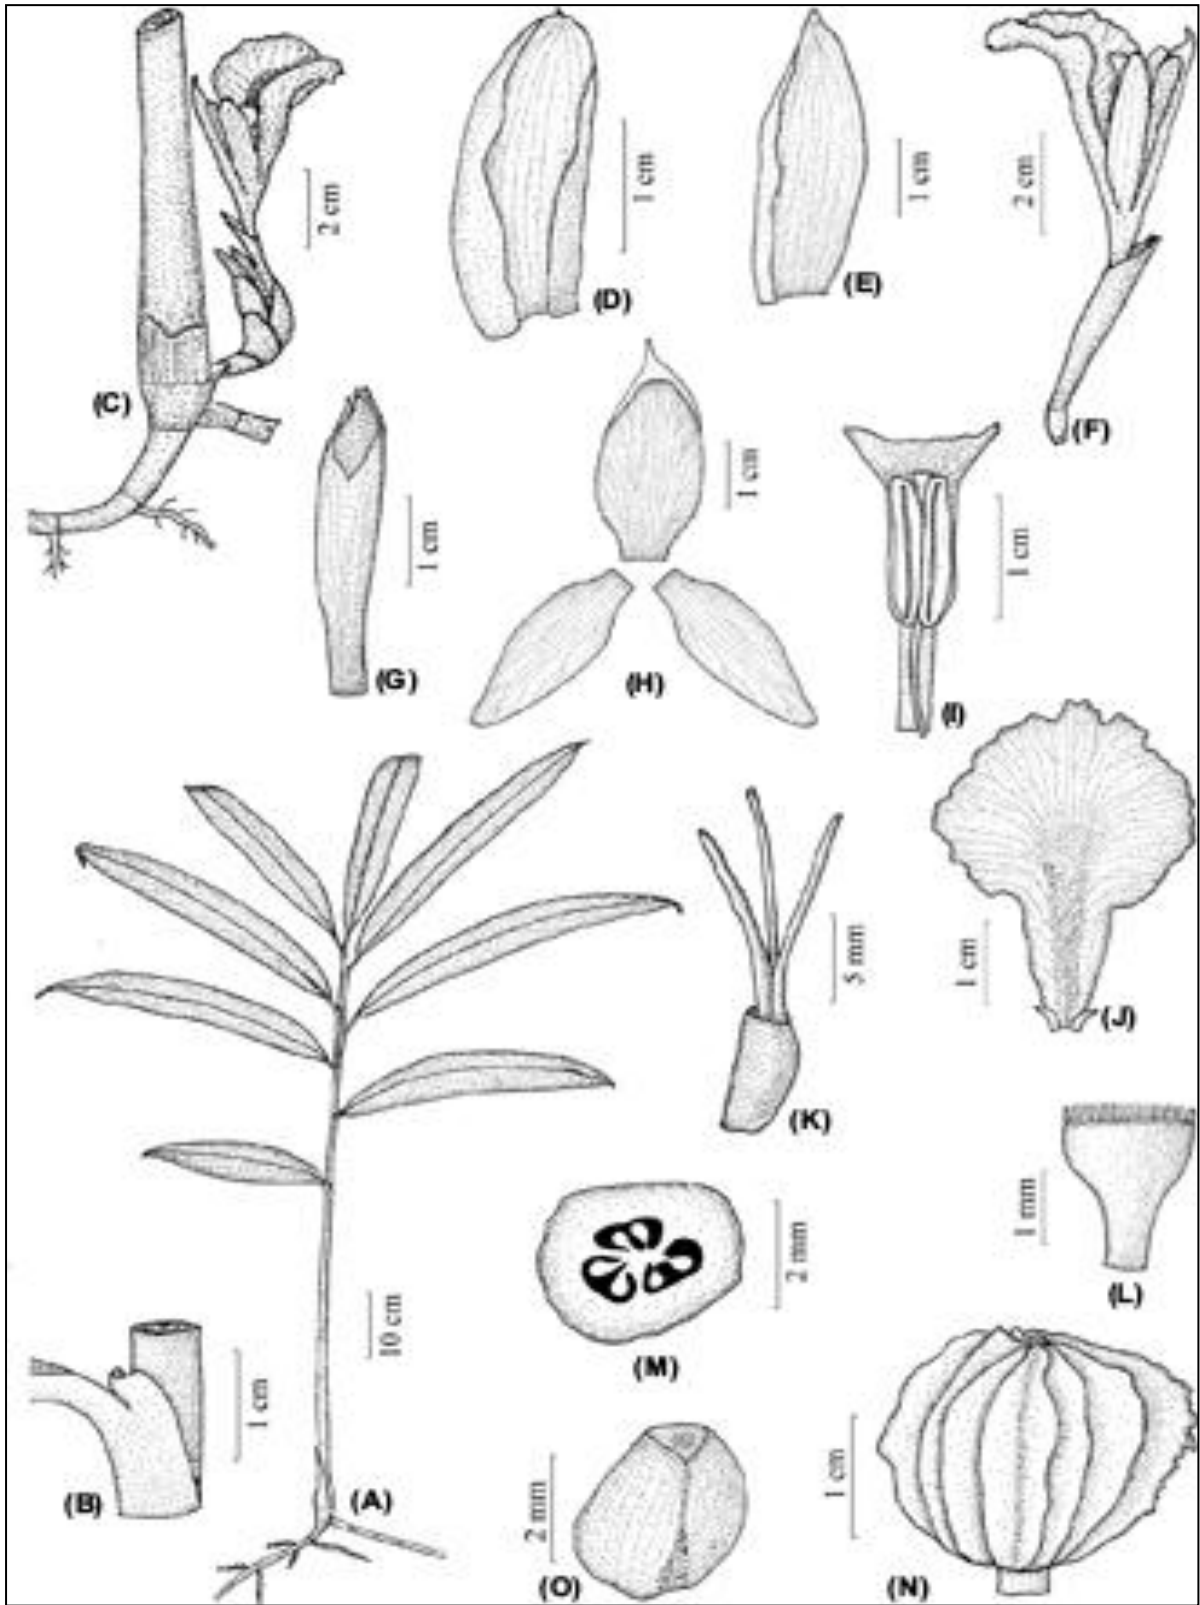 2 cm
(C)
1 cm
(D)
1 cm
(E)
2 cm
(F)
1 cm
(G)
1 cm
(H)
1 cm
(I)
1 cm
(J)
5 mm
(K)
1 mm
(L)
10 cm
(A)
1 cm
(B)
2 mm
(M)
2 mm
(O)
1 cm
(N)